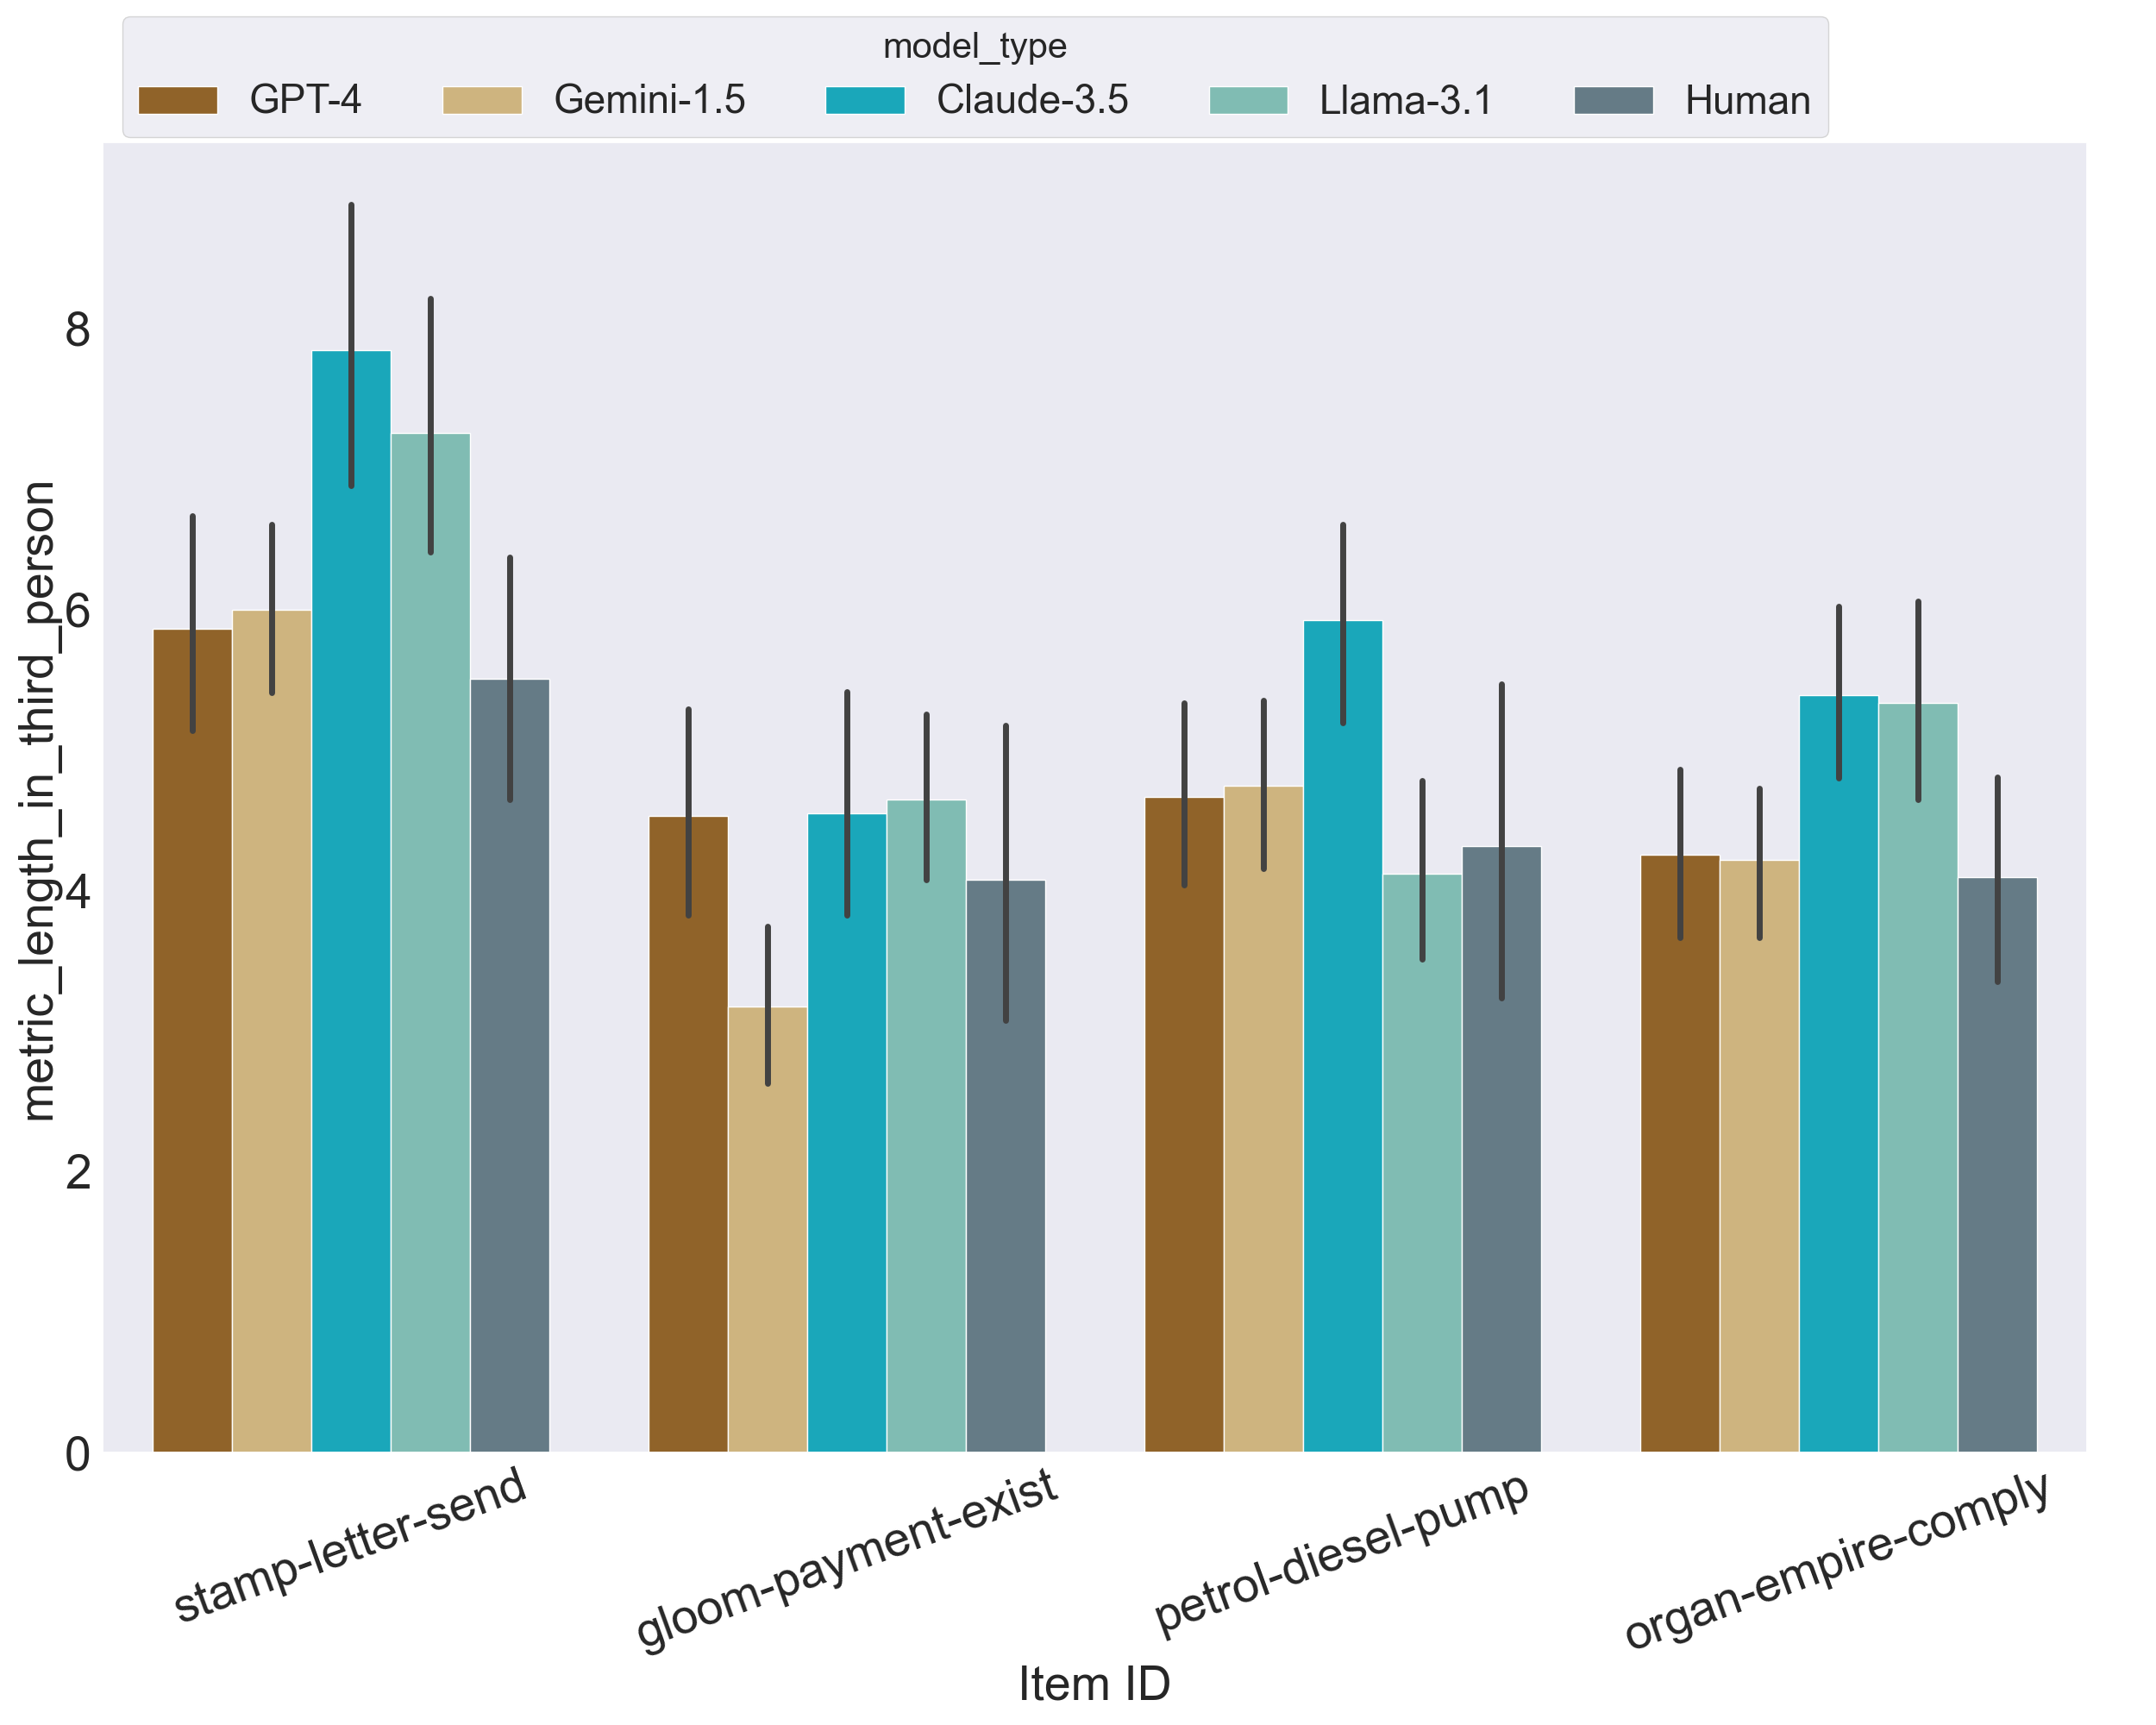 model_type
GPT-4 Gemini-1.5 Claude-3.5 Llama-3.1 Human
metric_length_in_third_person
8
6
4
2
0
stamp-letter-send
gloom-payment-exist
petrol-diesel-pump
organ-empire-comply
Item ID